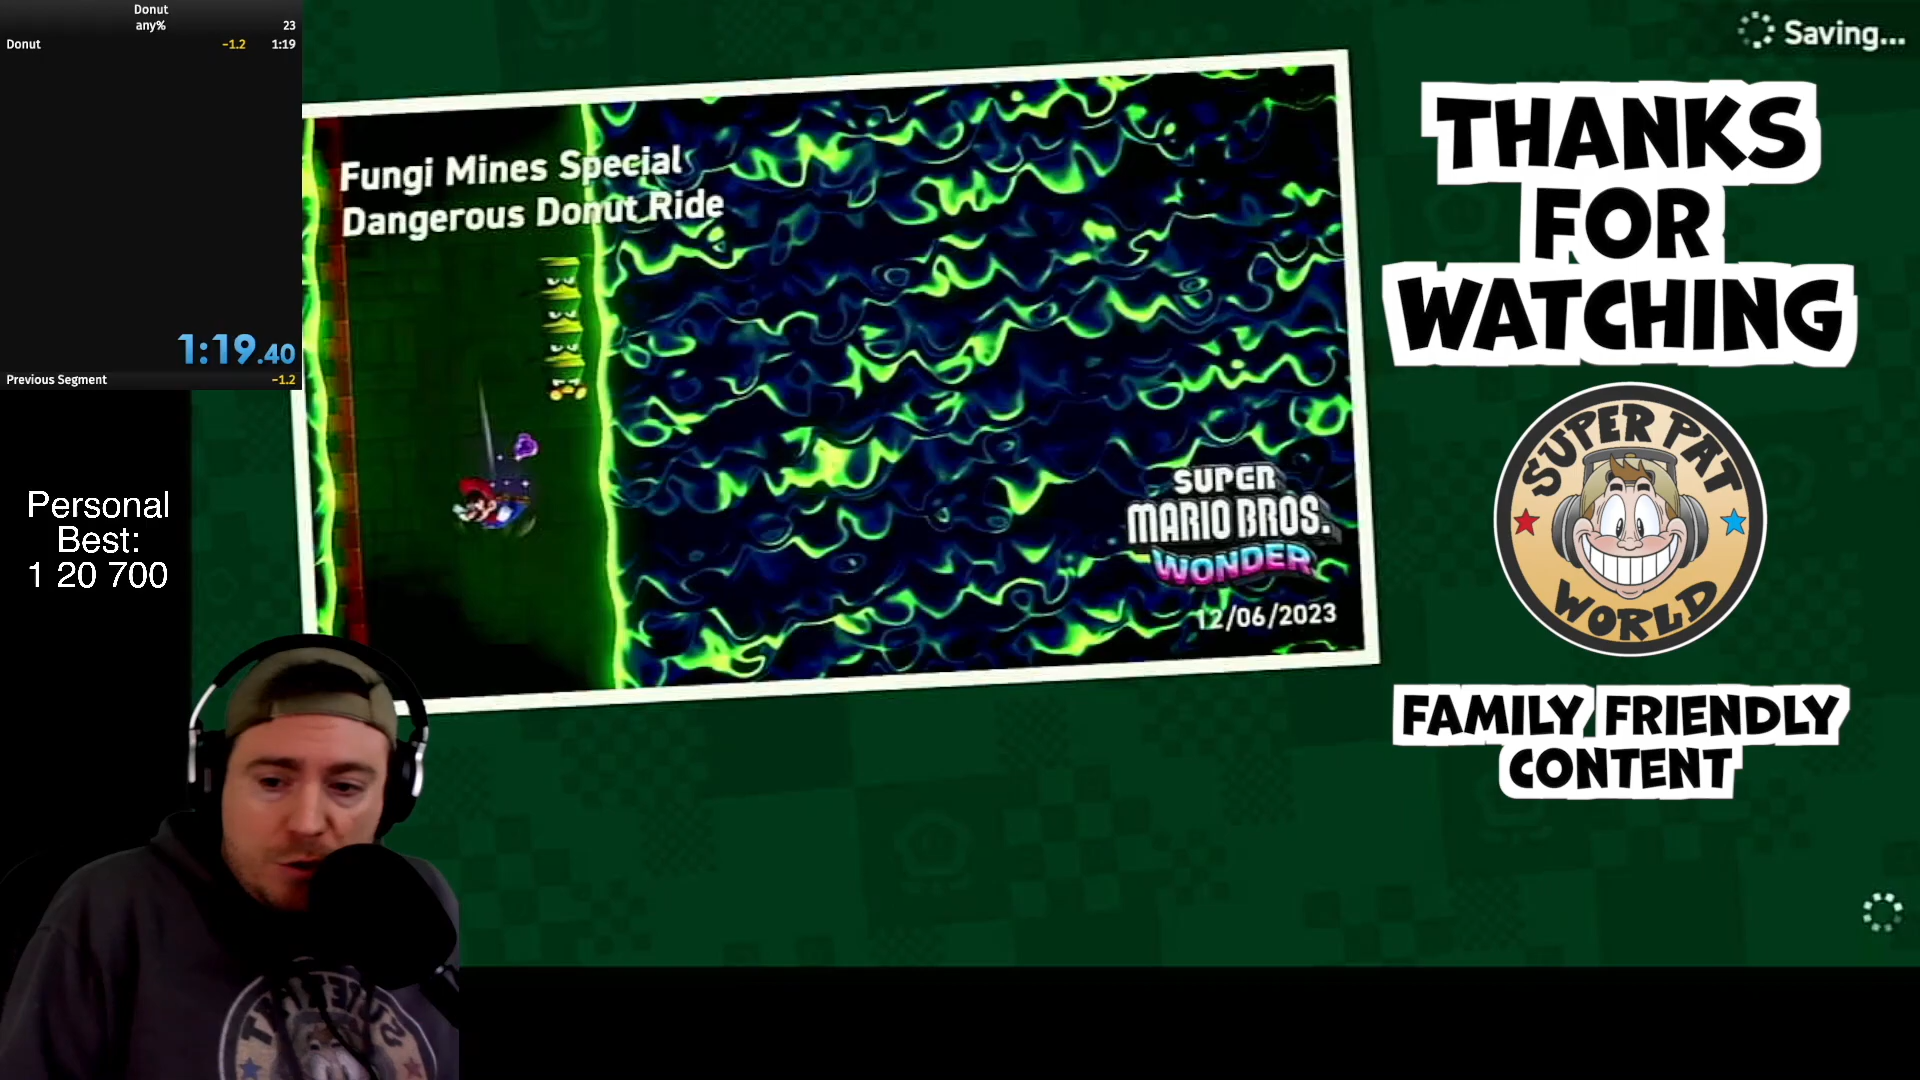 Donut
any%
23
Donut
-1.2
1:19
1:19.40
Previous Segment
-1.2
Personal
Best:
1 20 700
Fungi Mines Special
Dangerous Donut Ride
SUPER
MARIO BROS.
WONDER
12/06/2023
Saving...
THANKS
FOR
WATCHING
SUPER PAT
WORLD
FAMILY FRIENDLY
CONTENT